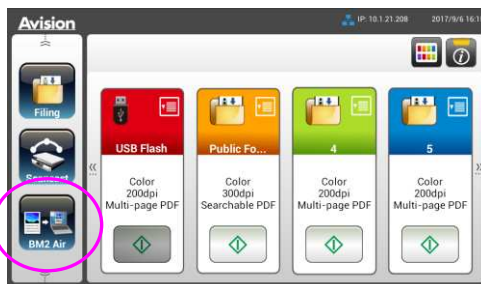 Avision
IP: 10.1.21.208
2017/9/6 16:1
Filing
BM2 Air
USB Flash
Color
200dpi
Multi-page PDF
Public Fo...
Color
300dpi
Searchable PDF
4
Color
200dpi
Multi-page PDF
5
Color
200dpi
Multi-page PDF